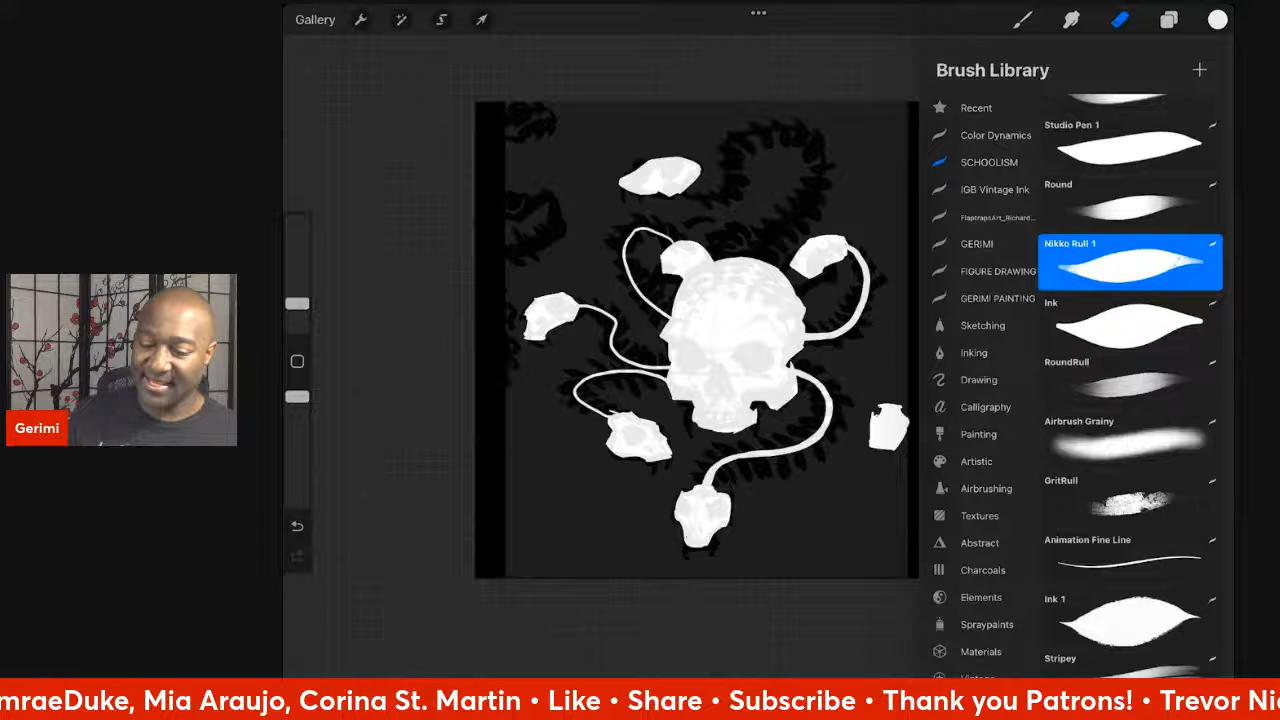 Gallery
Brush Library
Recent
Color Dynamics
SCHOOLISM
IGB Vintage Ink
FlaptrapsArt_Richard...
GERIMI
FIGURE DRAWING
GERIMI PAINTING
Sketching
Inking
Drawing
Calligraphy
Painting
Artistic
Airbrushing
Textures
Abstract
Charcoals
Elements
Spraypaints
Materials
Studio Pen 1
Round
Nikko Rull 1
Ink
RoundRull
Airbrush Grainy
GritRull
Animation Fine Line
Ink 1
Stripey
Gerimi
mraeDuke, Mia Araujo, Corina St. Martin • Like • Share • Subscribe • Thank you Patrons! • Trevor